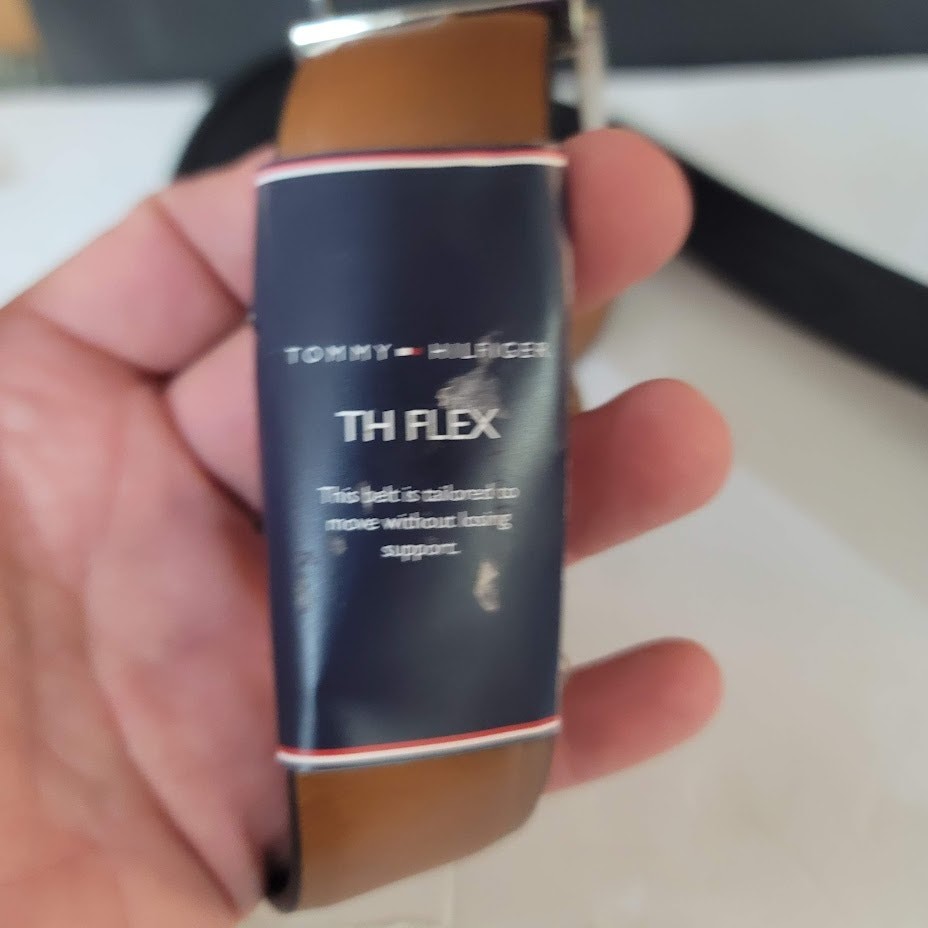 TOMMY HILFIGER
TH FLEX
This belt is tailored to
move without losing
support.